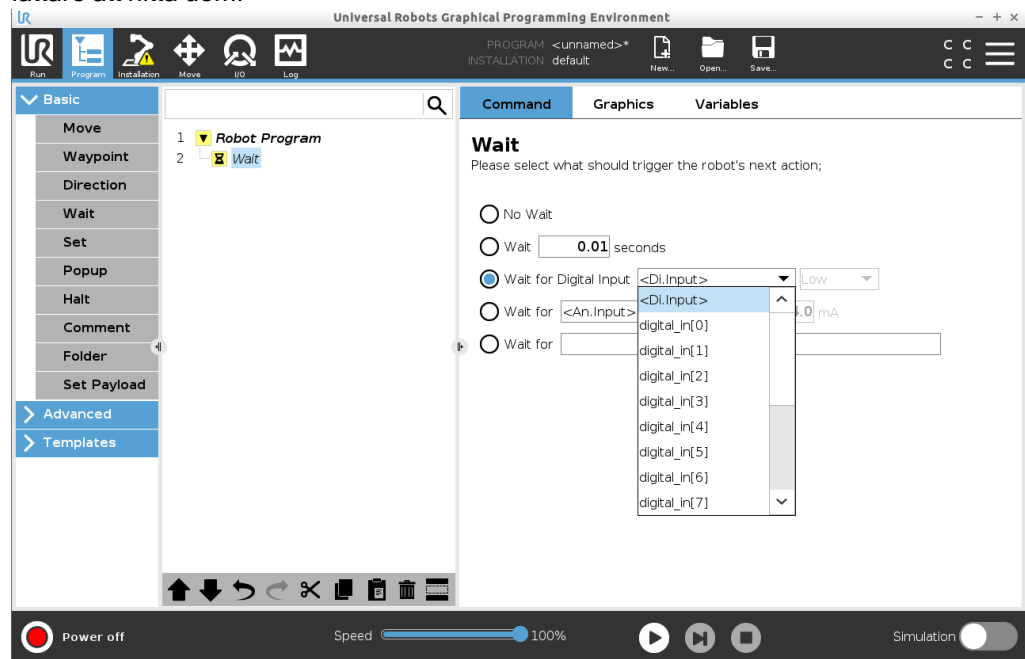 Universal Robots Graphical Programming Environment
PROGRAM <unnamed>*
INSTALLATION default
Run Program Installation Move I/O Log New... Open... Save...
C C
C C
Basic
Move
Waypoint
Direction
Wait
Set
Popup
Halt
Comment
Folder
Set Payload
Advanced
Templates
1 Robot Program
2 Wait
Command Graphics Variables
Wait
Please select what should trigger the robot's next action;
No Wait
Wait 0.01 seconds
Wait for Digital Input <Di.Input> Low
Wait for <An.Input> .0 mA
Wait for
<Di.Input>
digital_in[0]
digital_in[1]
digital_in[2]
digital_in[3]
digital_in[4]
digital_in[5]
digital_in[6]
digital_in[7]
Power off Speed 100% Simulation